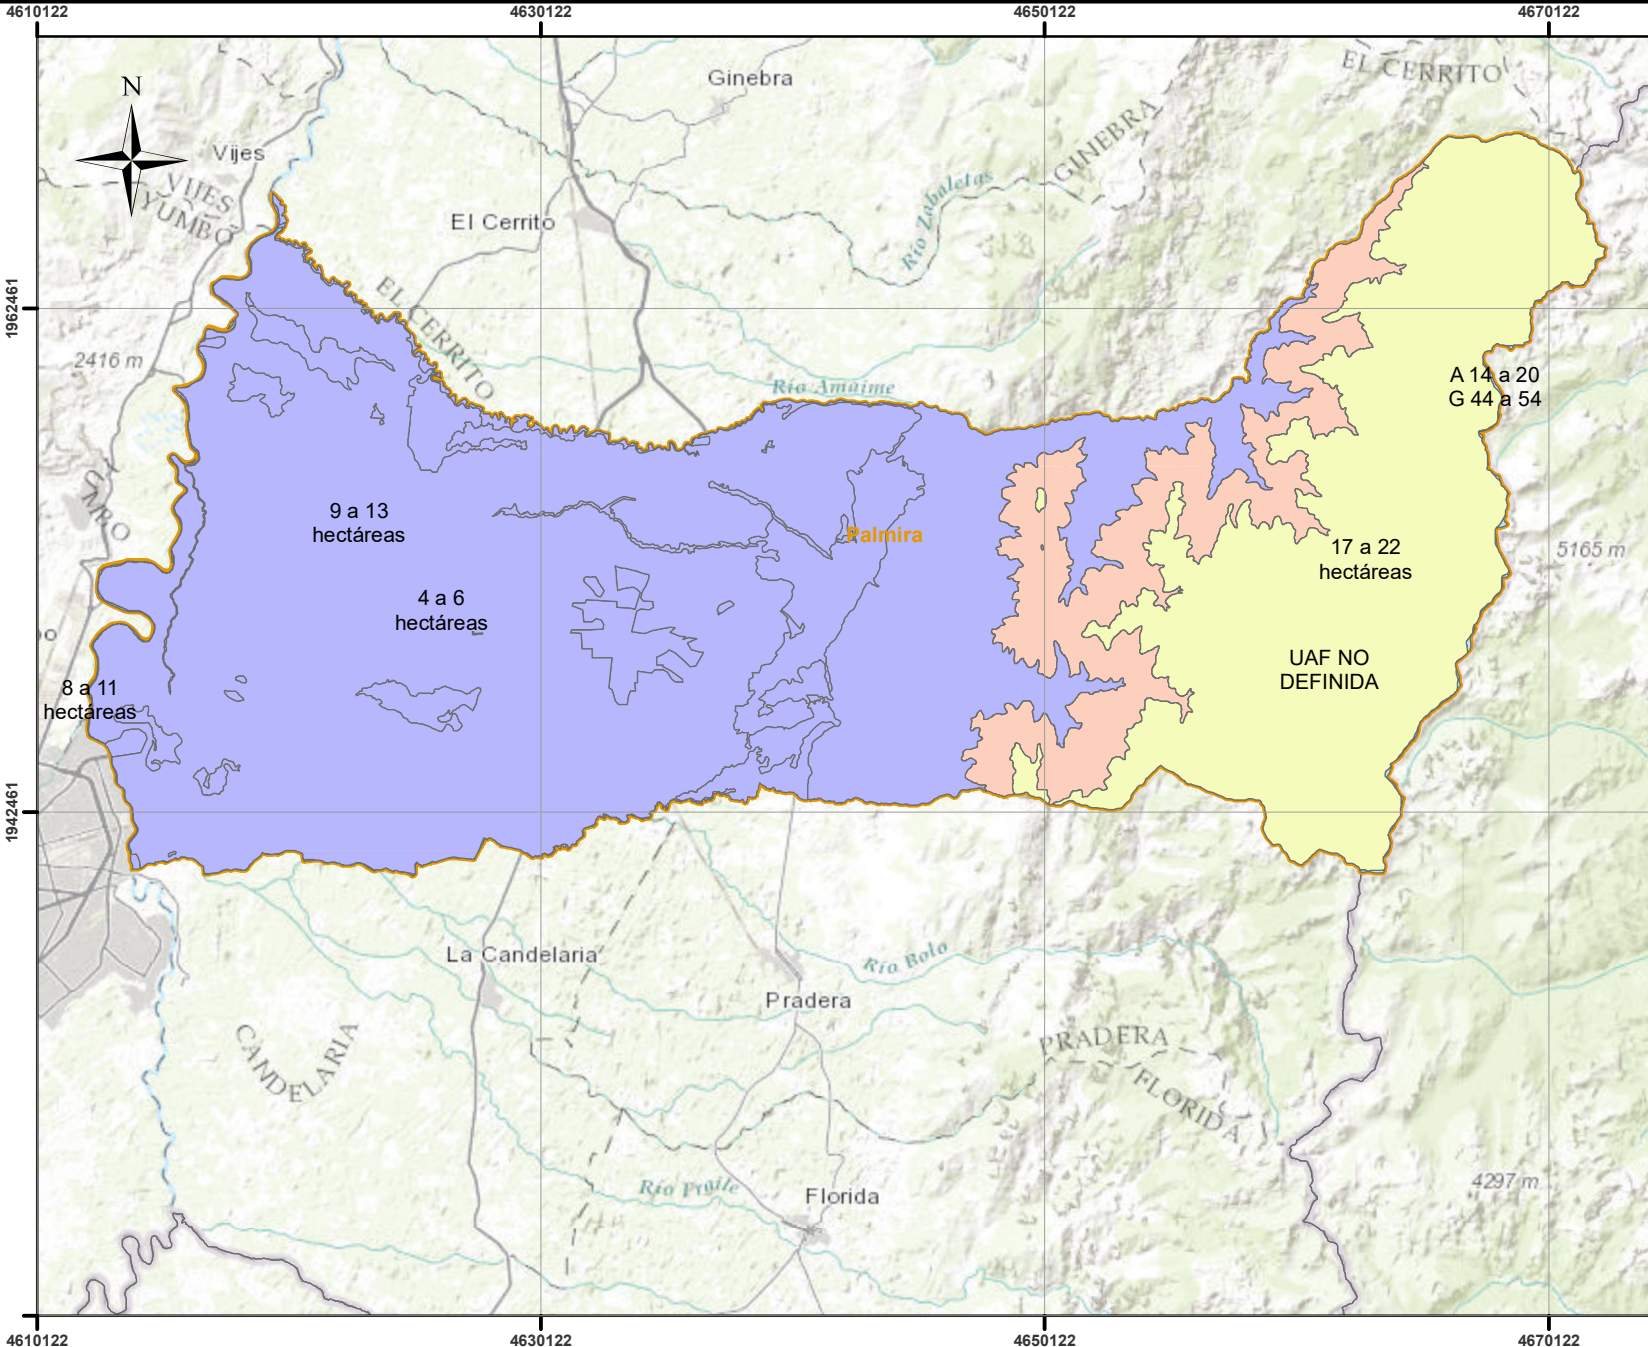 4610122
4630122
4650122
4670122
EL CERRITO
Ginebra
N
GINEBRA
Vijes
VIJES
YUMBO
Río Zabaletas
El Cerrito
1962461
EL CERRITO
2416 m
Río Amaime
A 14 a 20
G 44 a 54
9 a 13
hectáreas
Palmira
17 a 22
hectáreas
5165 m
4 a 6
hectáreas
UAF NO
DEFINIDA
8 a 11
hectáreas
1942461
La Candelaria
Río Bolo
Pradera
CANDELARIA
PRADERA
FLORIDA
Río Fraile
Florida
4297 m
4610122
4630122
4650122
4670122